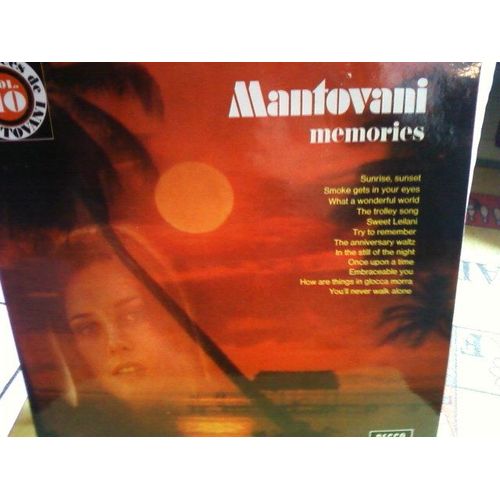 VOL.
10
Mantovani
memories
Sunrise, sunset
Smoke gets in your eyes
What a wonderful world
The trolley song
Sweet Leilani
Try to remember
The anniversary waltz
In the still of the night
Once upon a time
Embraceable you
How are things in glocca morra
You'll never walk alone
DECCA